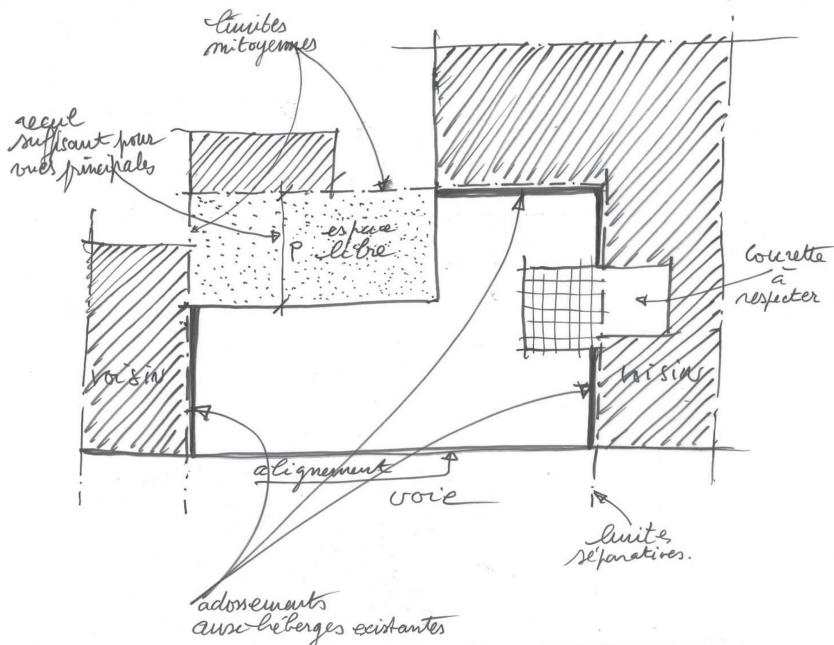 limites
mitoyennes
recul
suffisant pour
vues principales
P
espace
libre
courette
à
respecter
voisin
voisins
alignement
voie
limites
séparatives.
adossements
aux héberges existantes